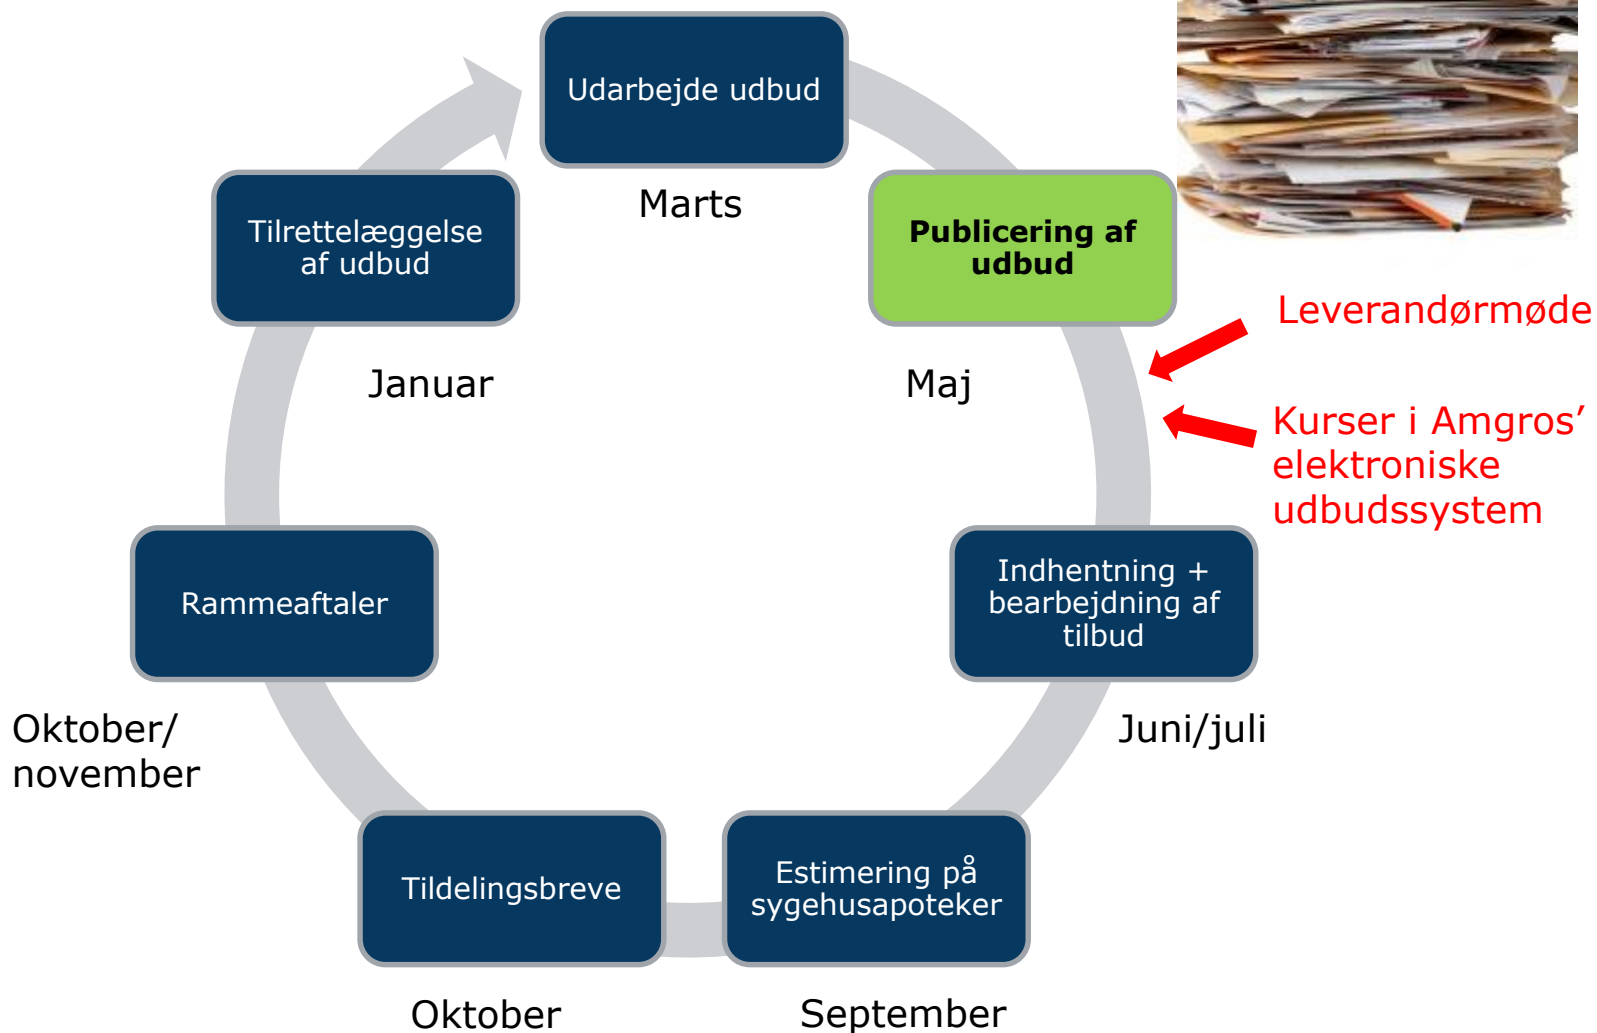 Udarbejde udbud
Marts
Publicering af
udbud
Maj
Leverandørmøde
Kurser i Amgros’
elektroniske
udbudssystem
Indhentning +
bearbejdning af
tilbud
Juni/juli
Estimering på
sygehusapoteker
September
Tildelingsbreve
Oktober
Rammeaftaler
Oktober/
november
Tilrettelæggelse
af udbud
Januar